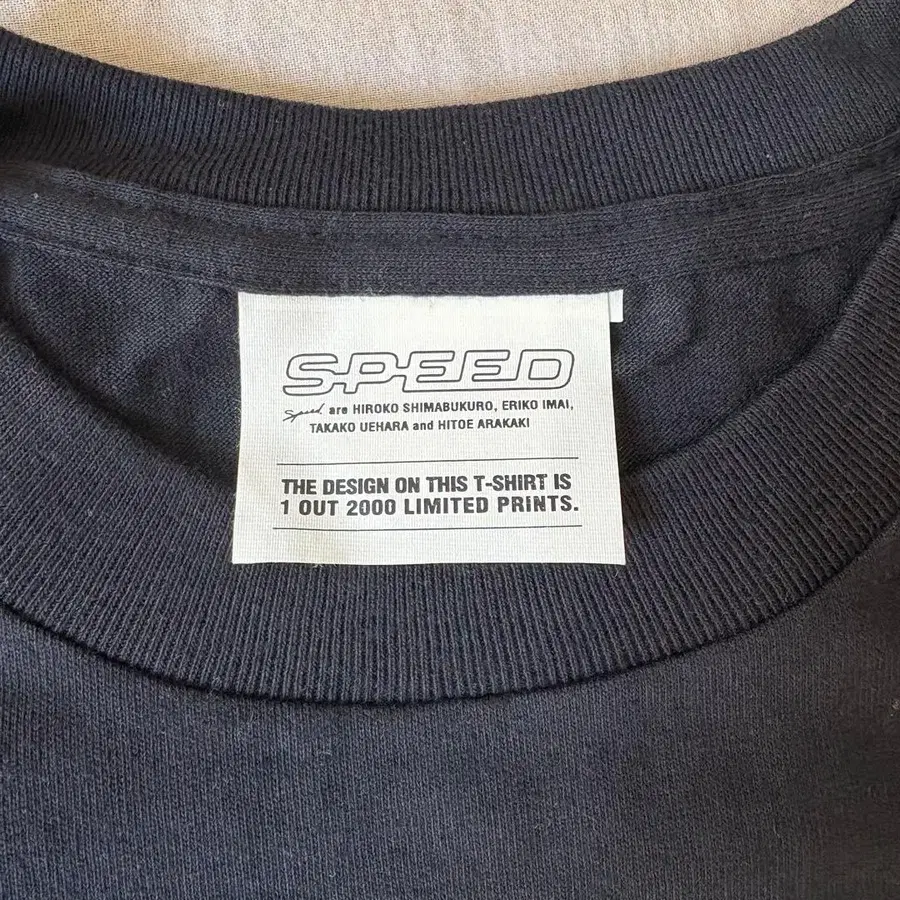 SPEED
Speed are HIROKO SHIMABUKURO, ERIKO IMAI,
TAKAKO UEHARA and HITOE ARAKAKI
THE DESIGN ON THIS T-SHIRT IS
1 OUT 2000 LIMITED PRINTS.